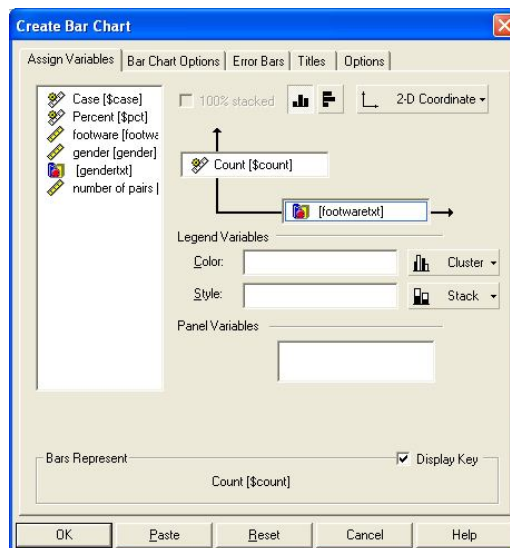 Create Bar Chart
Assign Variables Bar Chart Options Error Bars Titles Options
Case [$case]
Percent [$pct]
footware [footwa
gender [gender]
[gendertxt]
number of pairs [
100% stacked
2-D Coordinate
Count [$count]
[footwaretxt]
Legend Variables
Color:
Cluster
Style:
Stack
Panel Variables
Bars Represent
Display Key
Count [$count]
OK Paste Reset Cancel Help